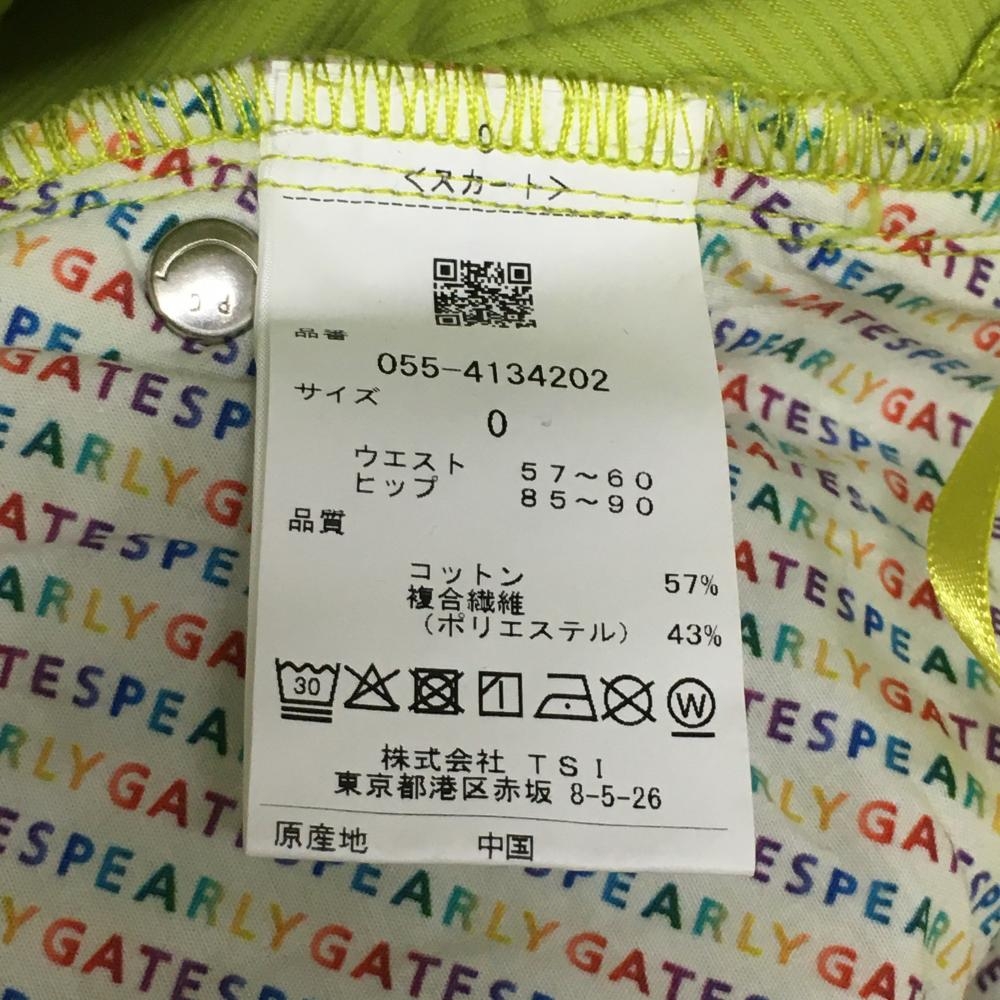 0
<スカート>
品番
055-4134202
サイズ
0
ウエスト 57~60
ヒップ 85~90
品質
コットン 57%
複合繊維
(ポリエステル) 43%
30
W
株式会社 TSI
東京都港区赤坂 8-5-26
原産地 中国
PEARLY GATES
PG